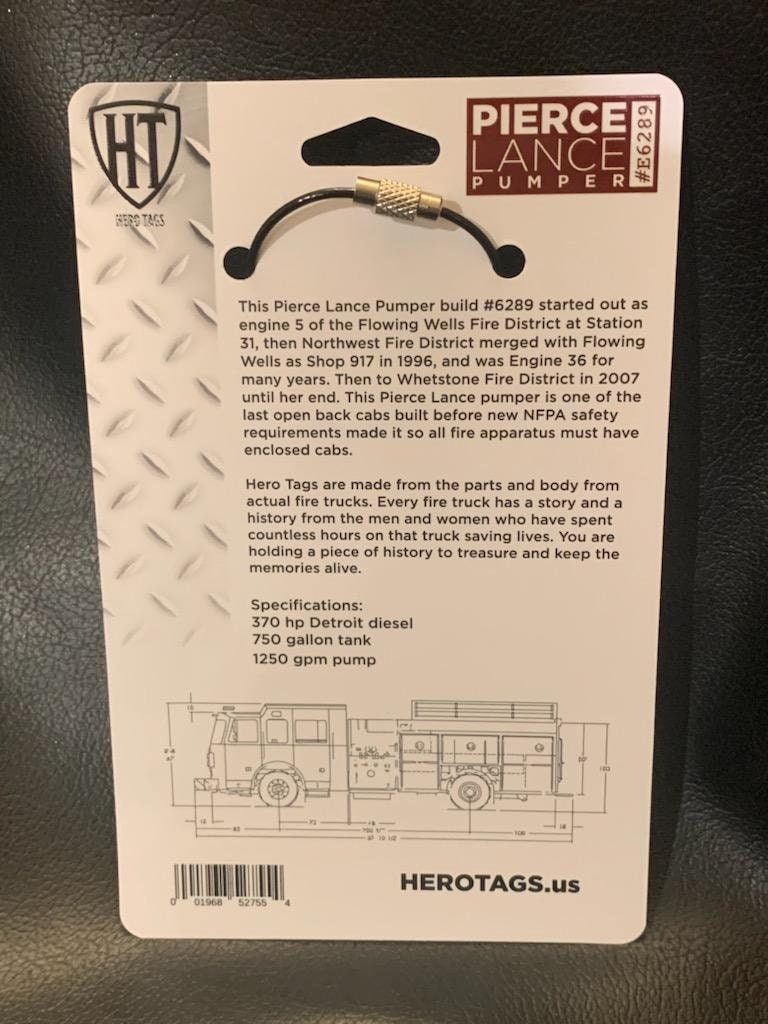 HT
HERO TAGS
PIERCE
LANCE
PUMPER
#E6289
This Pierce Lance Pumper build #6289 started out as
engine 5 of the Flowing Wells Fire District at Station
31, then Northwest Fire District merged with Flowing
Wells as Shop 917 in 1996, and was Engine 36 for
many years. Then to Whetstone Fire District in 2007
until her end. This Pierce Lance pumper is one of the
last open back cabs built before new NFPA safety
requirements made it so all fire apparatus must have
enclosed cabs.
Hero Tags are made from the parts and body from
actual fire trucks. Every fire truck has a story and a
history from the men and women who have spent
countless hours on that truck saving lives. You are
holding a piece of history to treasure and keep the
memories alive.
Specifications:
370 hp Detroit diesel
750 gallon tank
1250 gpm pump
HEROTAGS.us
0 01968 52755 4